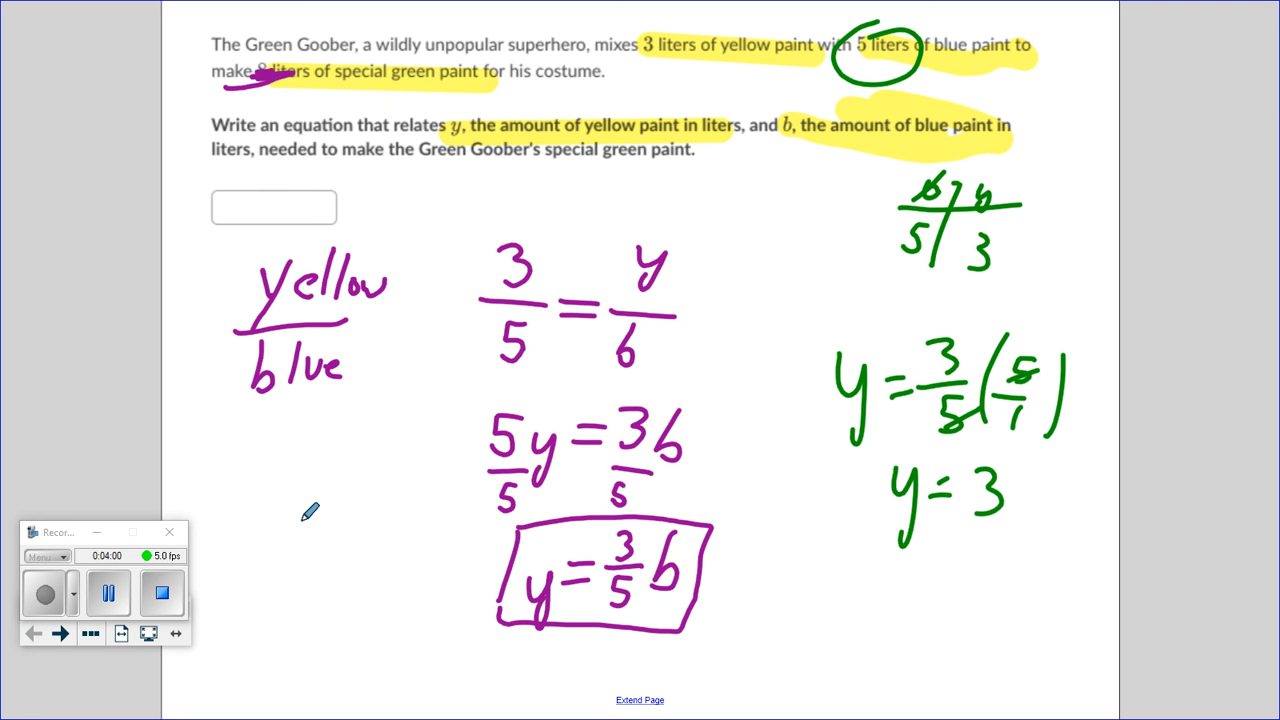 The Green Goober, a wildly unpopular superhero, mixes 3 liters of yellow paint with 5 liters of blue paint to
make 8 liters of special green paint for his costume.
Write an equation that relates y, the amount of yellow paint in liters, and b, the amount of blue paint in
liters, needed to make the Green Goober's special green paint.
b y
5 3
yellow
blue
3/5 = y/b
5y/5 = 3b/5
y = 3/5 b
y = 3/5 (5/1)
y = 3
Recor...
Menu
0:04:00
5.0 fps
Extend Page